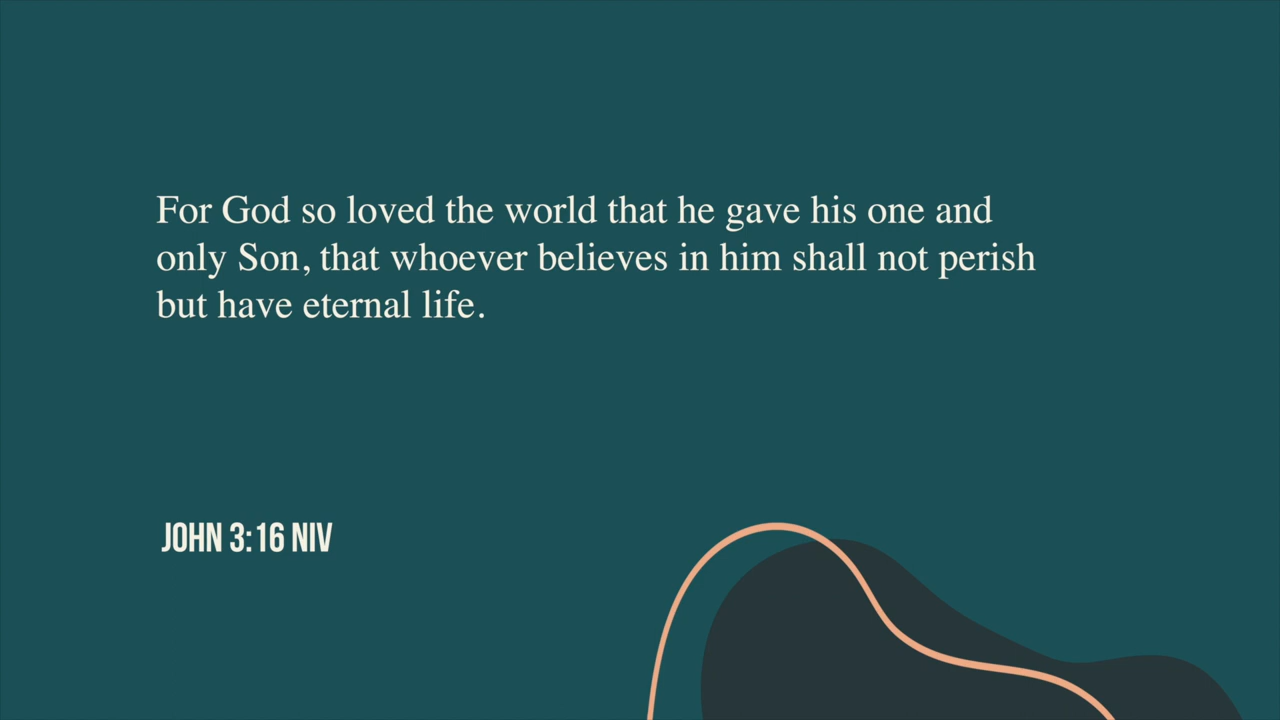 For God so loved the world that he gave his one and
only Son, that whoever believes in him shall not perish
but have eternal life.
JOHN 3:16 NIV